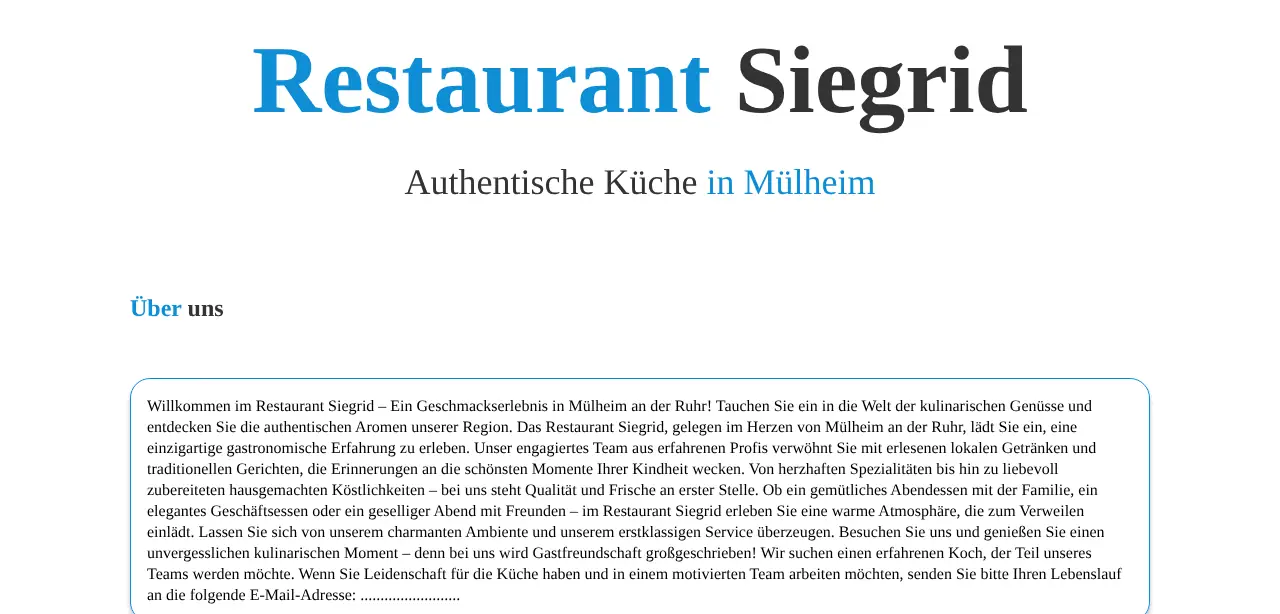 Restaurant Siegrid
Authentische Küche in Mülheim
Über uns
Willkommen im Restaurant Siegrid – Ein Geschmackserlebnis in Mülheim an der Ruhr! Tauchen Sie ein in die Welt der kulinarischen Genüsse und
entdecken Sie die authentischen Aromen unserer Region. Das Restaurant Siegrid, gelegen im Herzen von Mülheim an der Ruhr, lädt Sie ein, eine
einzigartige gastronomische Erfahrung zu erleben. Unser engagiertes Team aus erfahrenen Profis verwöhnt Sie mit erlesenen lokalen Getränken und
traditionellen Gerichten, die Erinnerungen an die schönsten Momente Ihrer Kindheit wecken. Von herzhaften Spezialitäten bis hin zu liebevoll
zubereiteten hausgemachten Köstlichkeiten – bei uns steht Qualität und Frische an erster Stelle. Ob ein gemütliches Abendessen mit der Familie, ein
elegantes Geschäftsessen oder ein geselliger Abend mit Freunden – im Restaurant Siegrid erleben Sie eine warme Atmosphäre, die zum Verweilen
einlädt. Lassen Sie sich von unserem charmanten Ambiente und unserem erstklassigen Service überzeugen. Besuchen Sie uns und genießen Sie einen
unvergesslichen kulinarischen Moment – denn bei uns wird Gastfreundschaft großgeschrieben! Wir suchen einen erfahrenen Koch, der Teil unseres
Teams werden möchte. Wenn Sie Leidenschaft für die Küche haben und in einem motivierten Team arbeiten möchten, senden Sie bitte Ihren Lebenslauf
an die folgende E-Mail-Adresse: .........................